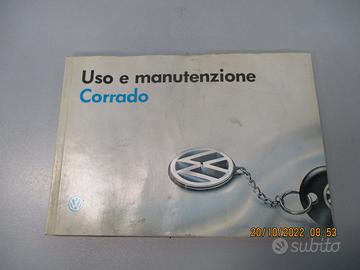 Uso e manutenzione
Corrado
20/10/2022 08:53
subito